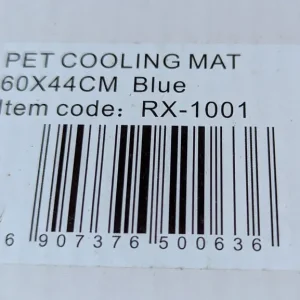 PET COOLING MAT
60X44CM Blue
Item code: RX-1001
6 907376 500636